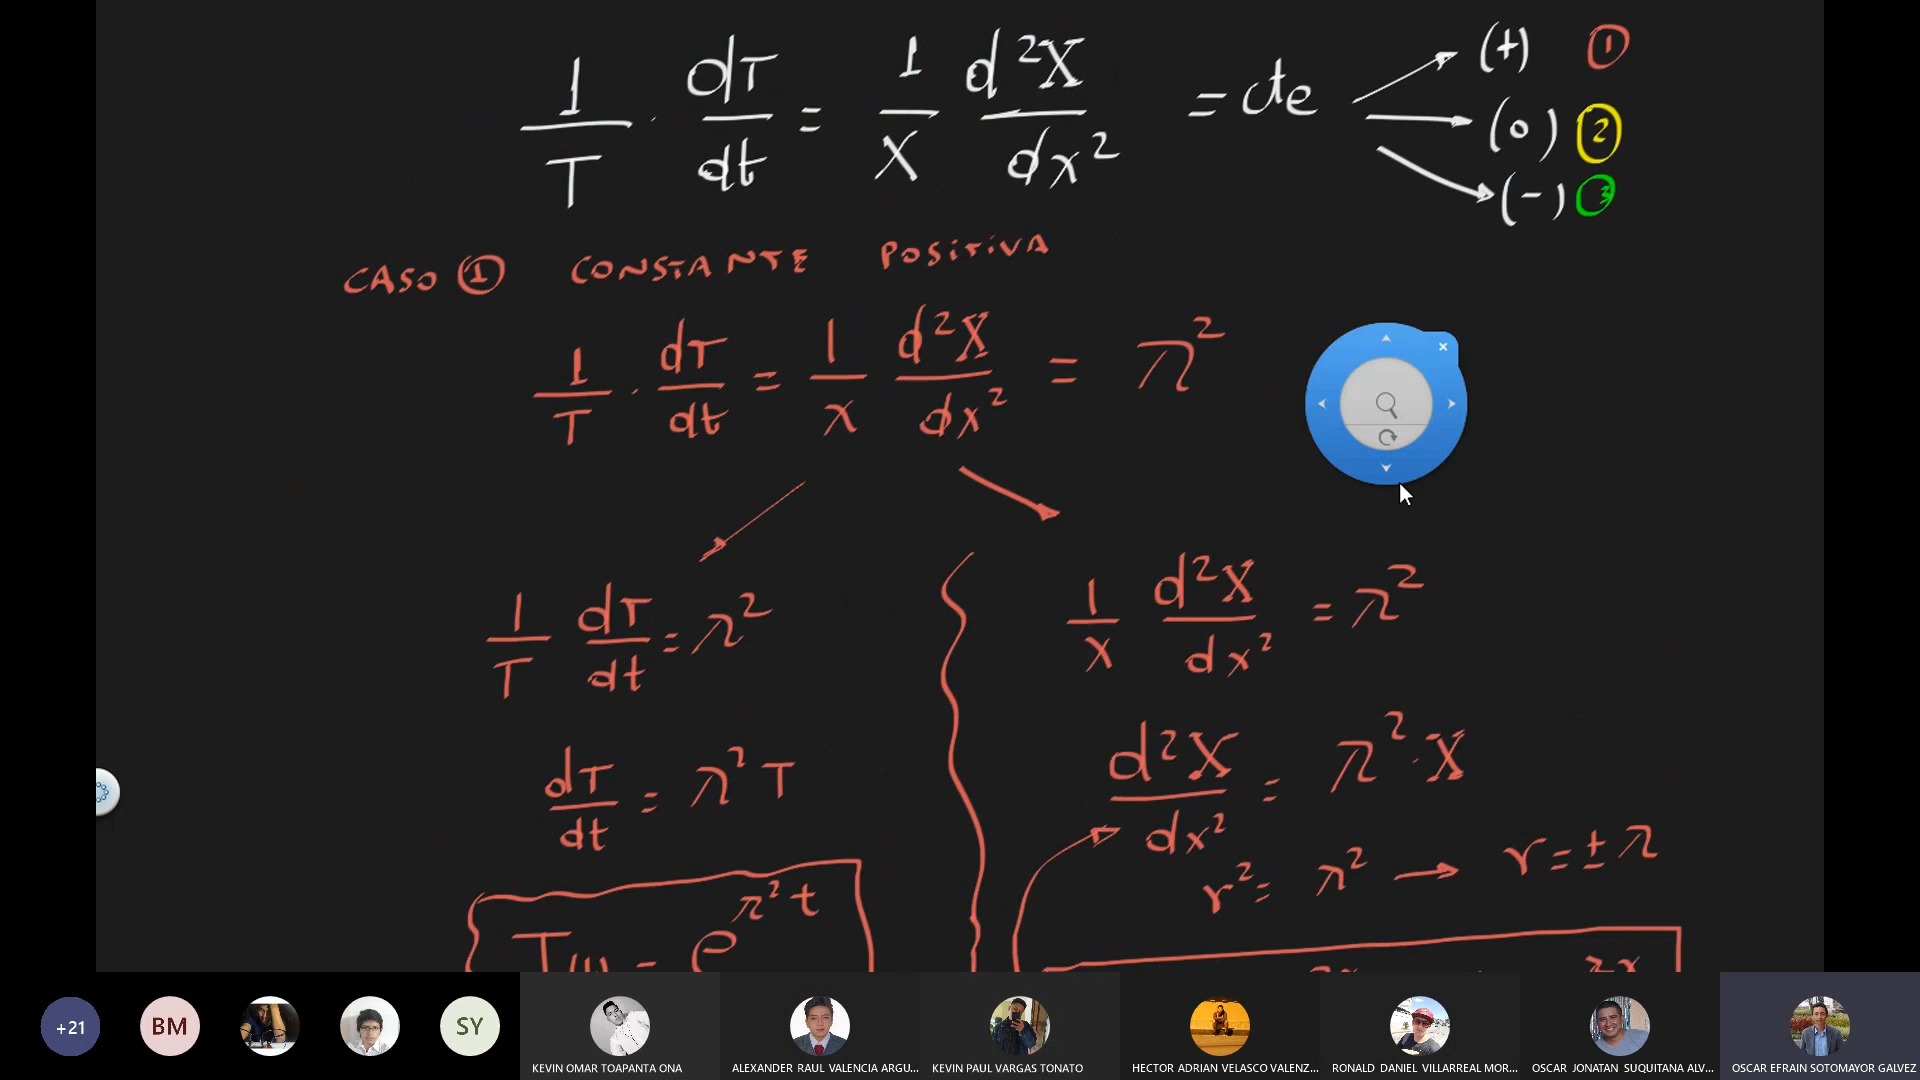 1/T · dT/dt = 1/X d²X/dx² = cte
(+) ①
(0) ②
(-) ③
CASO ① CONSTANTE POSITIVA
1/T · dT/dt = 1/X d²X/dx² = λ²
1/T dT/dt = λ²
1/X d²X/dx² = λ²
dT/dt = λ² T
d²X/dx² = λ² · X
r² = λ² → r = ± λ
T(t) = e^λ²t
+21
BM
SY
KEVIN OMAR TOAPANTA ONA
ALEXANDER RAUL VALENCIA ARGU...
KEVIN PAUL VARGAS TONATO
HECTOR ADRIAN VELASCO VALENZ...
RONALD DANIEL VILLARREAL MOR...
OSCAR JONATAN SUQUITANA ALV...
OSCAR EFRAIN SOTOMAYOR GALVEZ